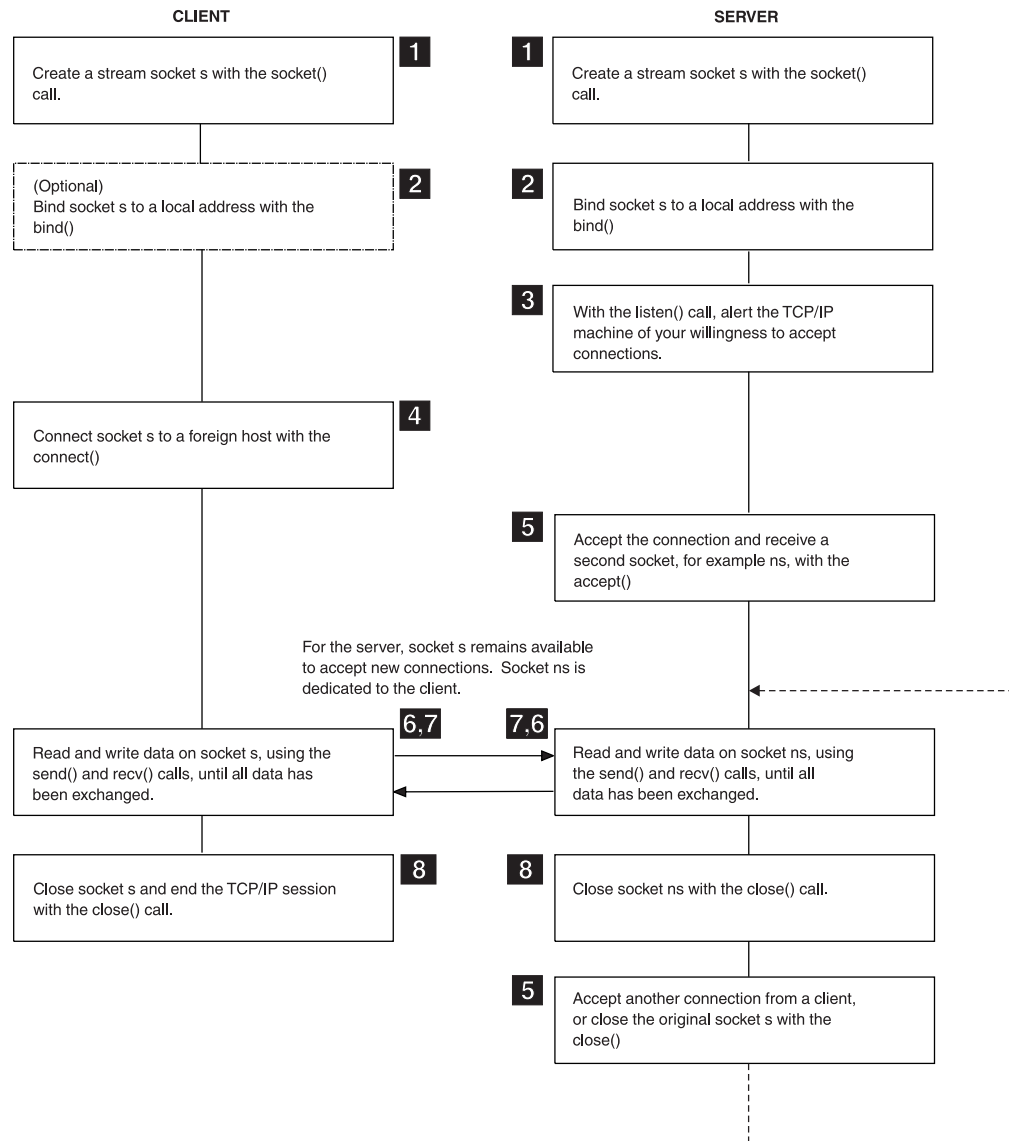 CLIENT
SERVER
1
1
Create a stream socket s with the socket()
call.
Create a stream socket s with the socket()
call.
2
2
(Optional)
Bind socket s to a local address with the
bind()
Bind socket s to a local address with the
bind()
3
With the listen() call, alert the TCP/IP
machine of your willingness to accept
connections.
4
Connect socket s to a foreign host with the
connect()
5
Accept the connection and receive a
second socket, for example ns, with the
accept()
For the server, socket s remains available
to accept new connections. Socket ns is
dedicated to the client.
6,7
7,6
Read and write data on socket s, using the
send() and recv() calls, until all data has
been exchanged.
Read and write data on socket ns, using
the send() and recv() calls, until all
data has been exchanged.
8
8
Close socket s and end the TCP/IP session
with the close() call.
Close socket ns with the close() call.
5
Accept another connection from a client,
or close the original socket s with the
close()